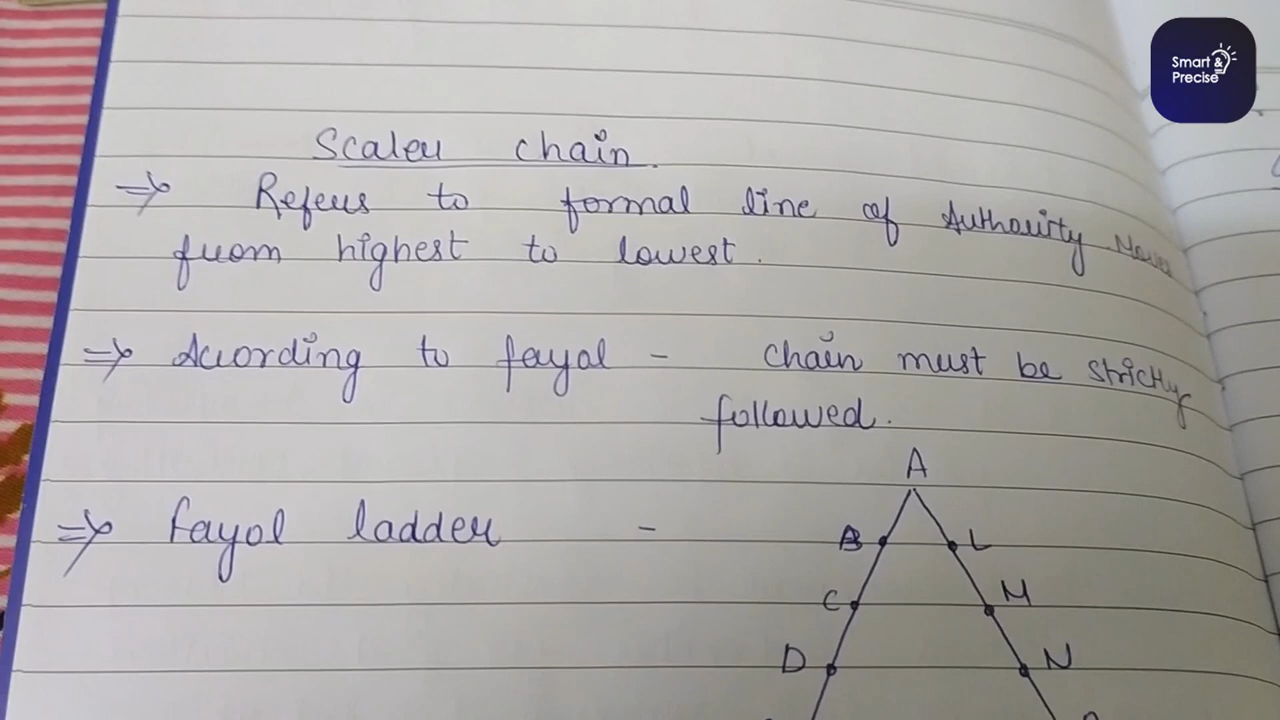 Smart &
Precise
Scaler chain.
⇒ Refers to formal line of Authority Moves
from highest to lowest.
⇒ According to fayol - chain must be strictly
followed.
A
⇒ fayol ladder -
B L
C M
D N